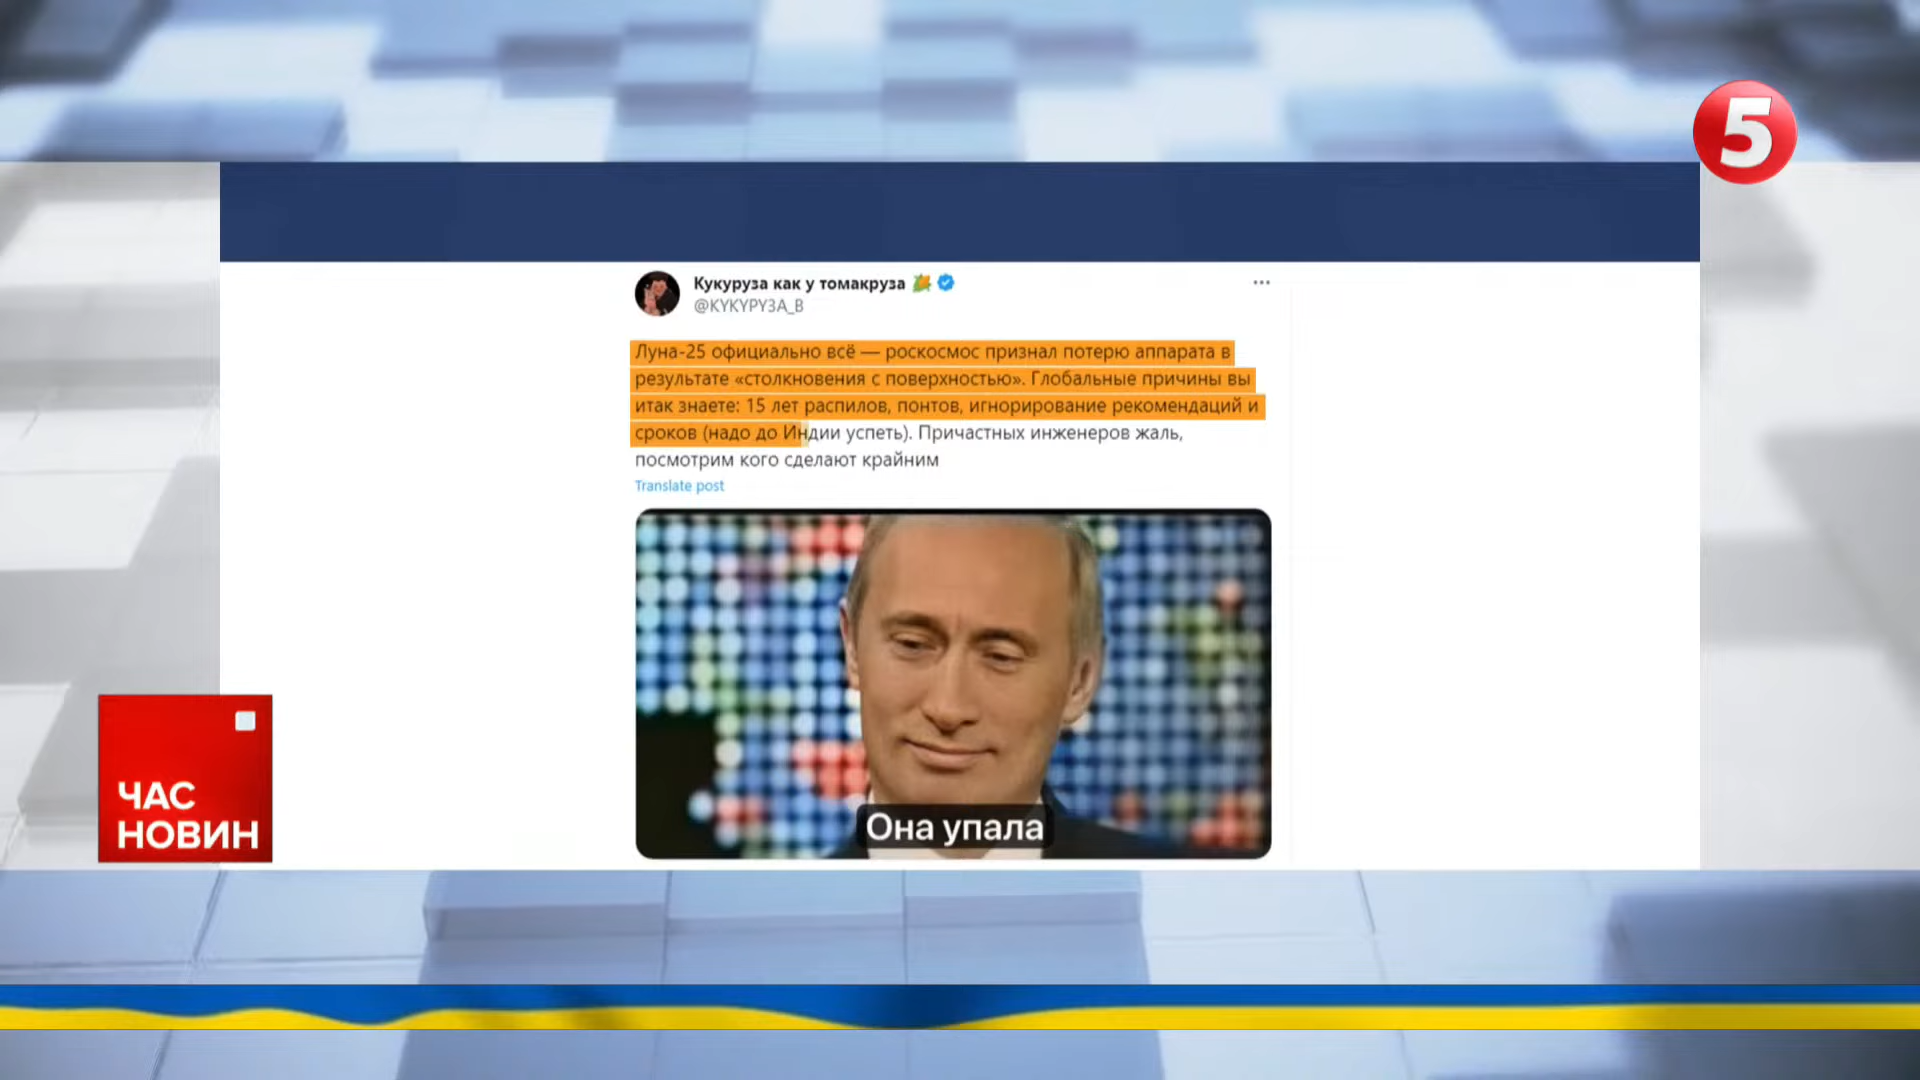 5
Кукуруза как у томакруза
@KYKYPY3A_B
Луна-25 официально всё — роскосмос признал потерю аппарата в
результате «столкновения с поверхностью». Глобальные причины вы
итак знаете: 15 лет распилов, понтов, игнорирование рекомендаций и
сроков (надо до Индии успеть). Причастных инженеров жаль,
посмотрим кого сделают крайним
Translate post
Она упала
ЧАС
НОВИН